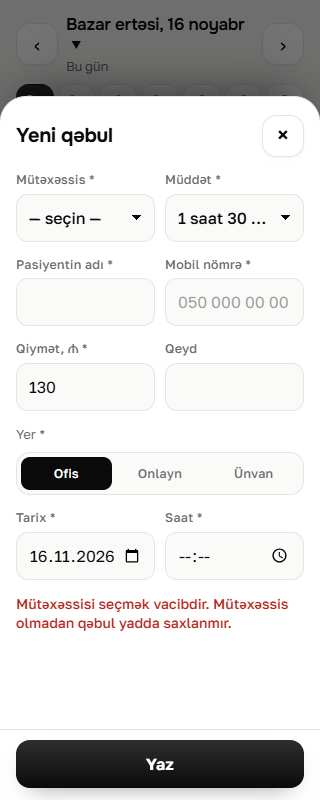 Bazar ertəsi, 16 noyabr
▼
Bu gün
Yeni qəbul
×
Mütəxəssis *
Müddət *
— seçin —
1 saat 30 ...
Pasiyentin adı *
Mobil nömrə *
050 000 00 00
Qiymət, ₼ *
Qeyd
130
Yer *
Ofis
Onlayn
Ünvan
Tarix *
Saat *
16.11.2026
--:--
Mütəxəssisi seçmək vacibdir. Mütəxəssis
olmadan qəbul yadda saxlanmır.
Yaz